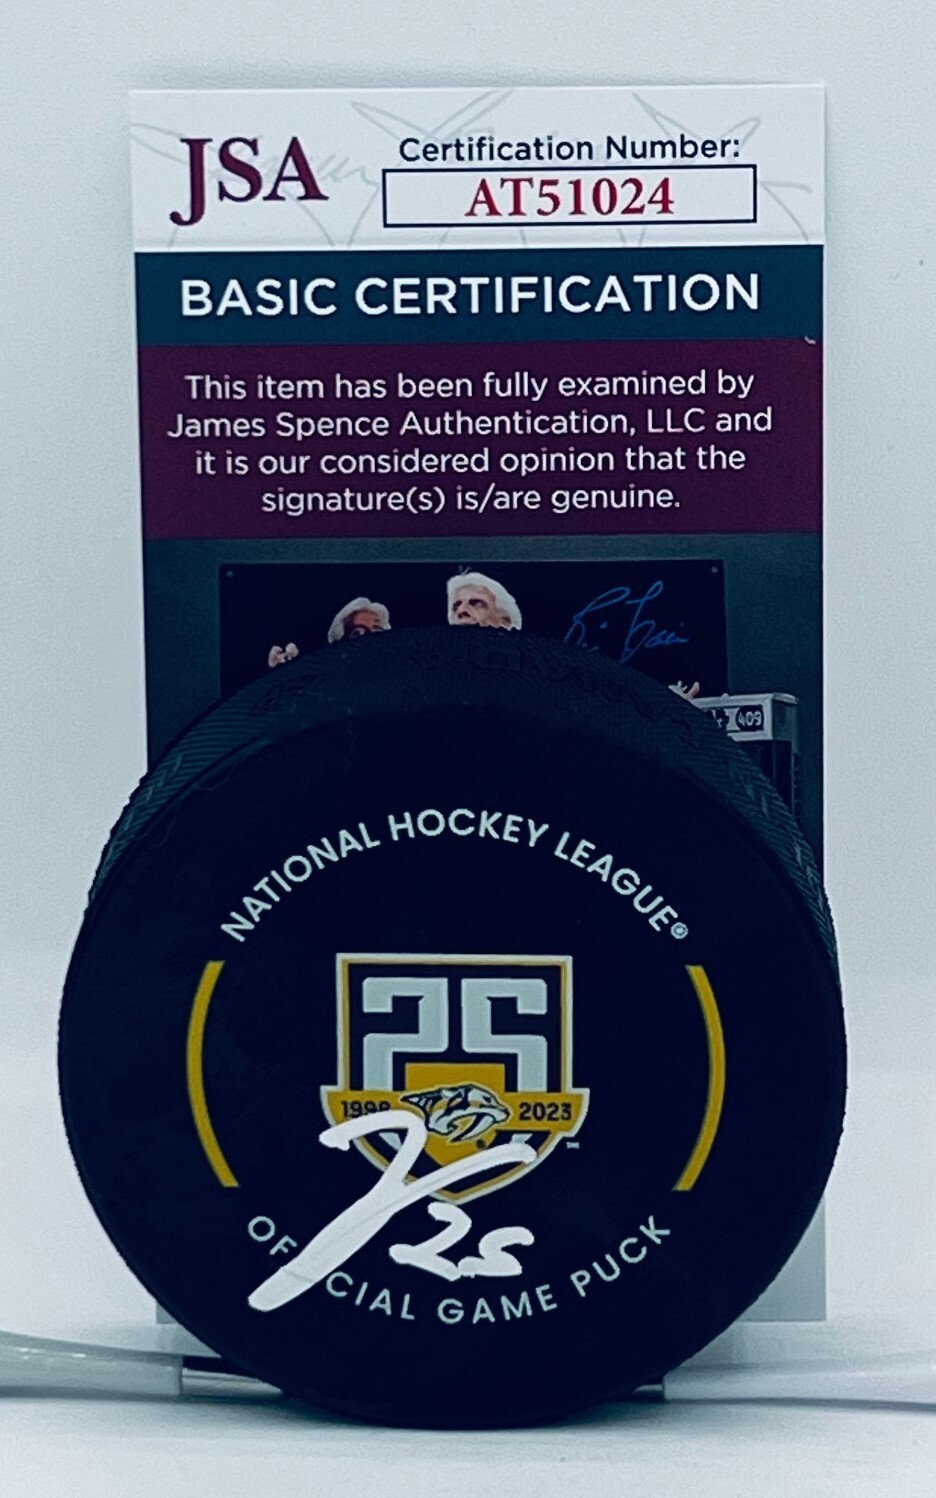 JSA
Certification Number:
AT51024
BASIC CERTIFICATION
This item has been fully examined by
James Spence Authentication, LLC and
it is our considered opinion that the
signature(s) is/are genuine.
409
NATIONAL HOCKEY LEAGUE®
25
1998 2023
25
OFFICIAL GAME PUCK